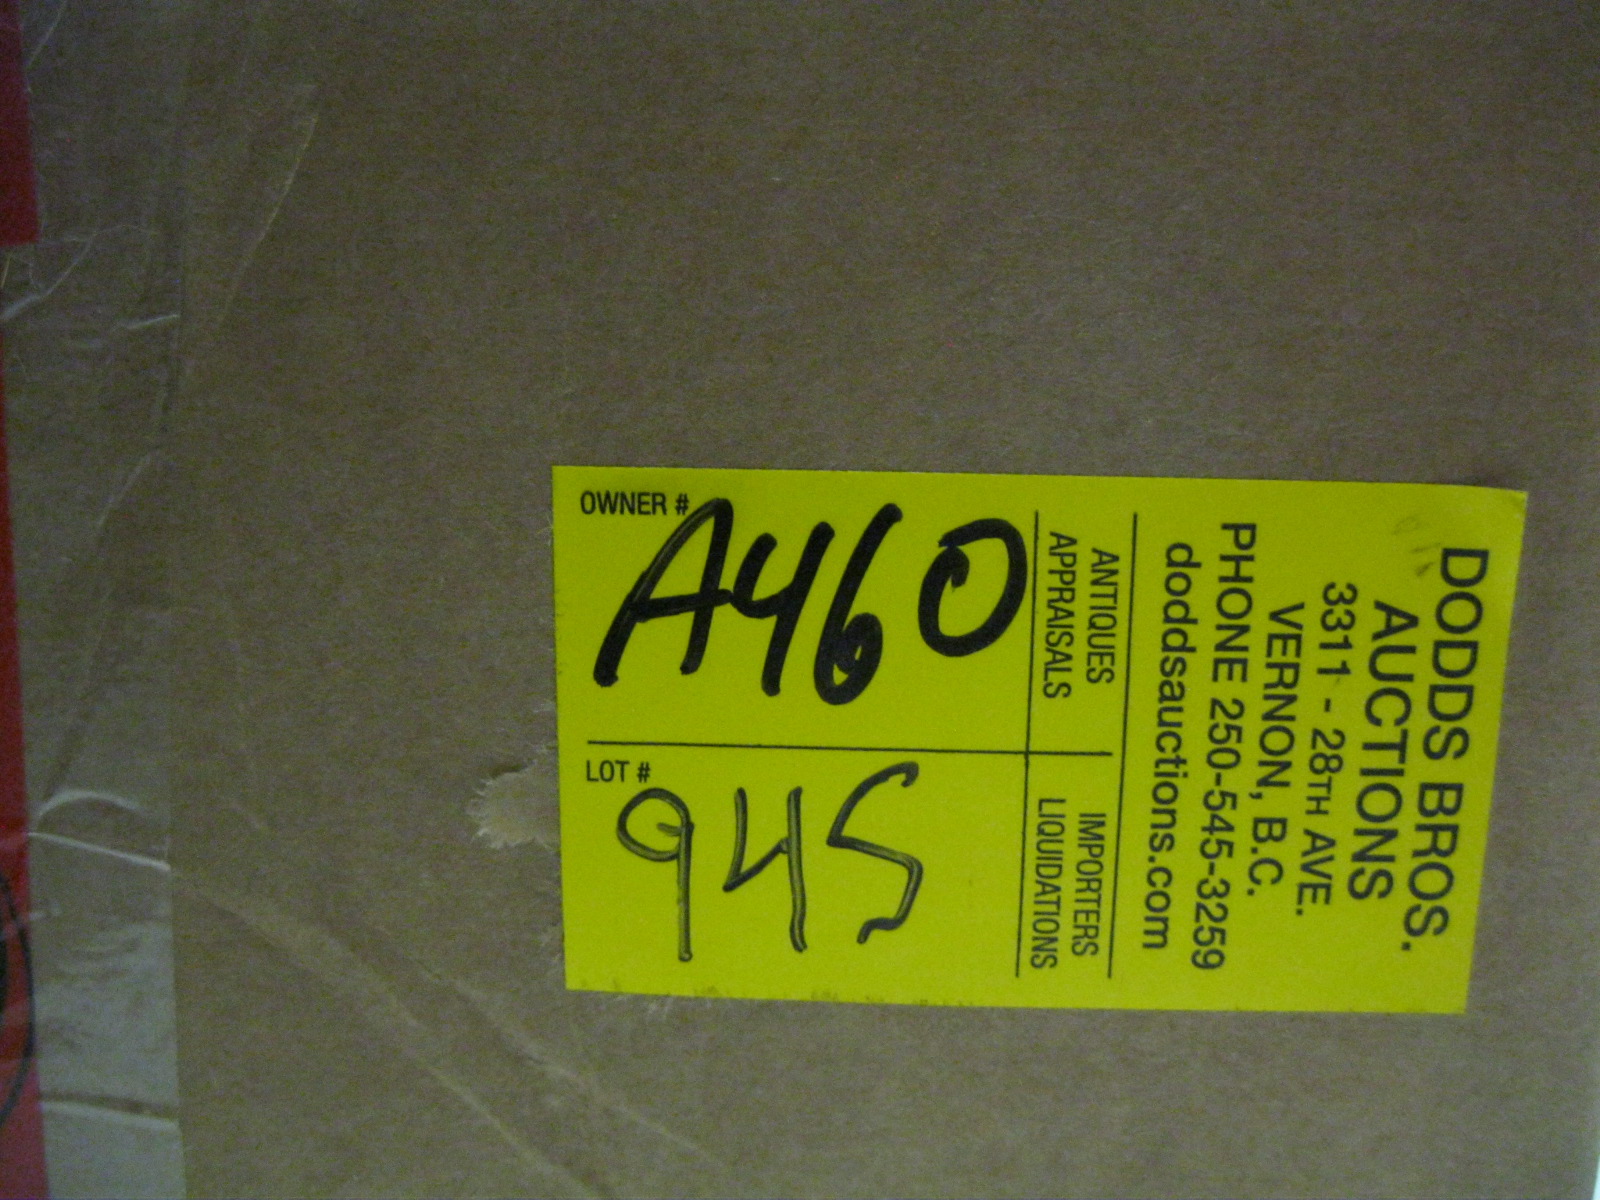 DODDS BROS.
AUCTIONS
3311 - 28TH AVE.
VERNON, B.C.
PHONE 250-545-3259
doddsauctions.com
ANTIQUES
APPRAISALS
IMPORTERS
LIQUIDATIONS
OWNER #
A460
LOT #
945